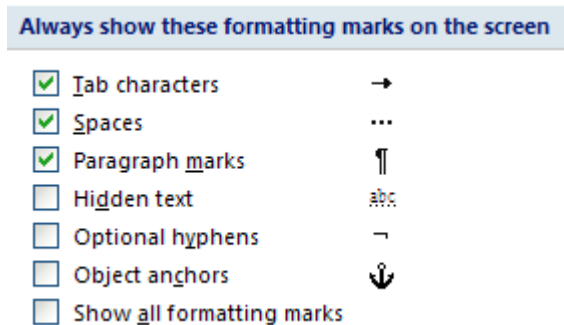 Always show these formatting marks on the screen
Tab characters →
Spaces ...
Paragraph marks ¶
Hidden text abc
Optional hyphens ¬
Object anchors
Show all formatting marks